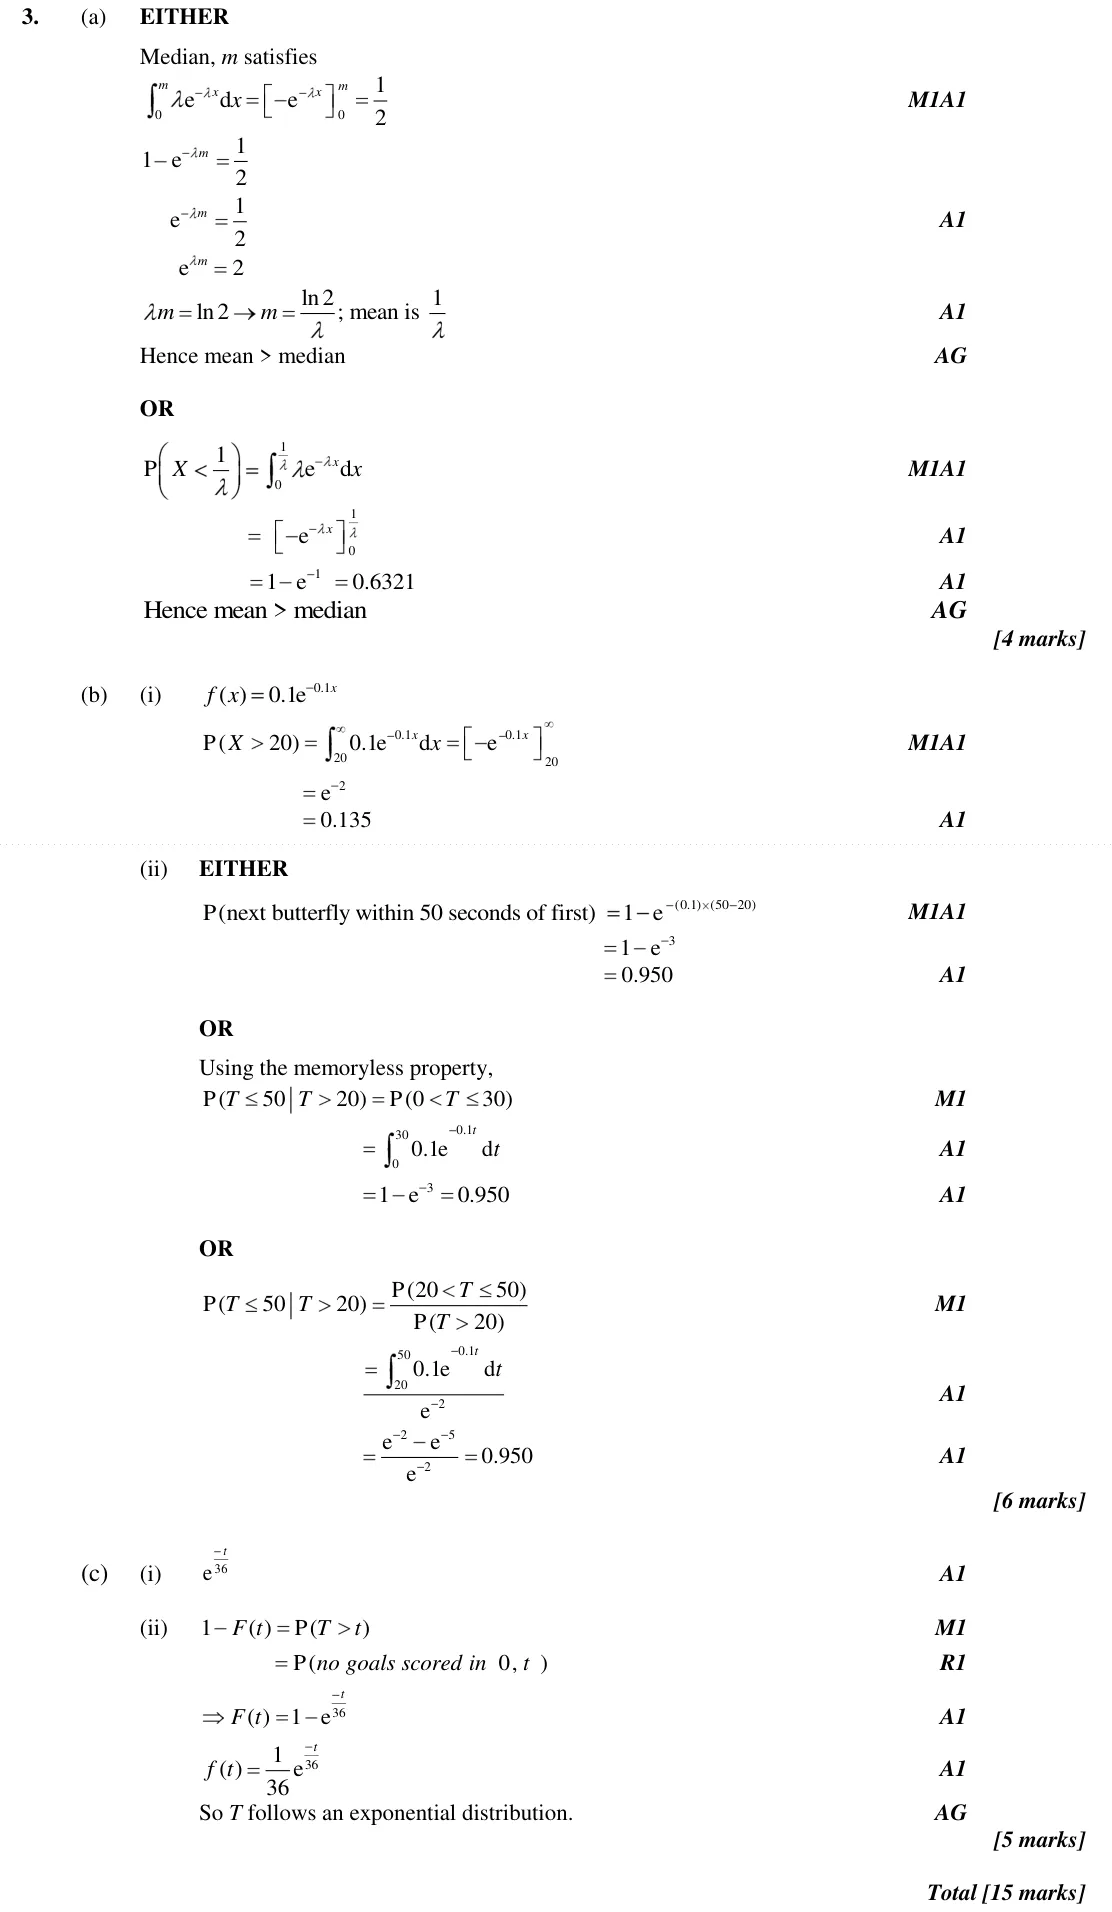 3. (a) EITHER
Median, m satisfies
∫₀ᵐ λe^(−λx) dx = [−e^(−λx)]₀ᵐ = 1/2 M1A1
1 − e^(−λm) = 1/2
e^(−λm) = 1/2 A1
e^(λm) = 2
λm = ln 2 → m = ln 2/λ; mean is 1/λ A1
Hence mean > median AG
OR
P(X < 1/λ) = ∫₀^(1/λ) λe^(−λx) dx M1A1
= [−e^(−λx)]₀^(1/λ) A1
= 1 − e^(−1) = 0.6321 A1
Hence mean > median AG
[4 marks]
(b) (i) f(x) = 0.1e^(−0.1x)
P(X > 20) = ∫₂₀^∞ 0.1e^(−0.1x) dx = [−e^(−0.1x)]₂₀^∞ M1A1
= e^(−2)
= 0.135 A1
(ii) EITHER
P(next butterfly within 50 seconds of first) = 1 − e^(−(0.1)×(50−20)) M1A1
= 1 − e^(−3)
= 0.950 A1
OR
Using the memoryless property,
P(T ≤ 50 | T > 20) = P(0 < T ≤ 30) M1
= ∫₀³⁰ 0.1e^(−0.1t) dt A1
= 1 − e^(−3) = 0.950 A1
OR
P(T ≤ 50 | T > 20) = P(20 < T ≤ 50)/P(T > 20) M1
= ∫₂₀⁵⁰ 0.1e^(−0.1t) dt / e^(−2) A1
= (e^(−2) − e^(−5))/e^(−2) = 0.950 A1
[6 marks]
(c) (i) e^(−t/36) A1
(ii) 1 − F(t) = P(T > t) M1
= P(no goals scored in 0, t ) R1
⇒ F(t) = 1 − e^(−t/36) A1
f(t) = 1/36 e^(−t/36) A1
So T follows an exponential distribution. AG
[5 marks]
Total [15 marks]